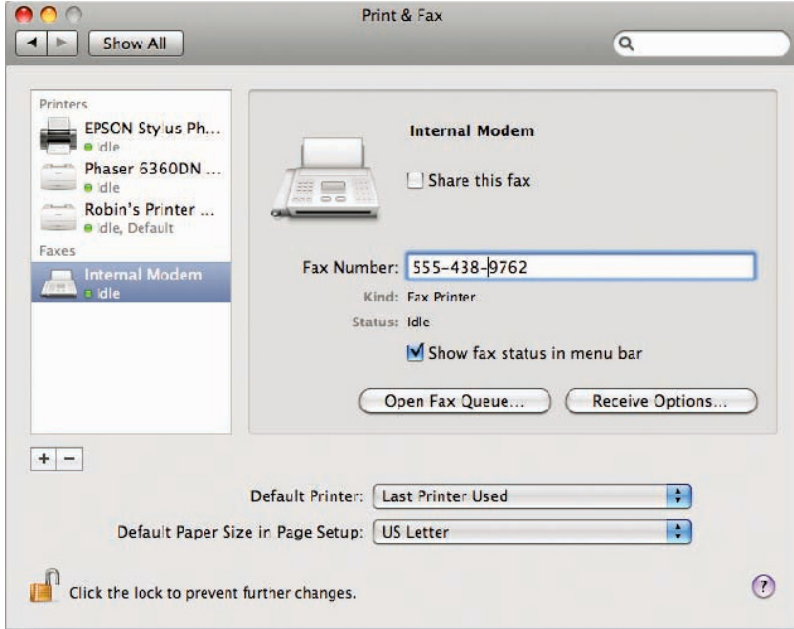 Print & Fax
Show All
Printers
EPSON Stylus Ph...
Idle
Phaser 6360DN ...
Idle
Robin's Printer ...
Idle, Default
Faxes
Internal Modem
Idle
Internal Modem
Share this fax
Fax Number: 555-438-9762
Kind: Fax Printer
Status: Idle
Show fax status in menu bar
Open Fax Queue... Receive Options...
+ −
Default Printer: Last Printer Used
Default Paper Size in Page Setup: US Letter
Click the lock to prevent further changes.
?